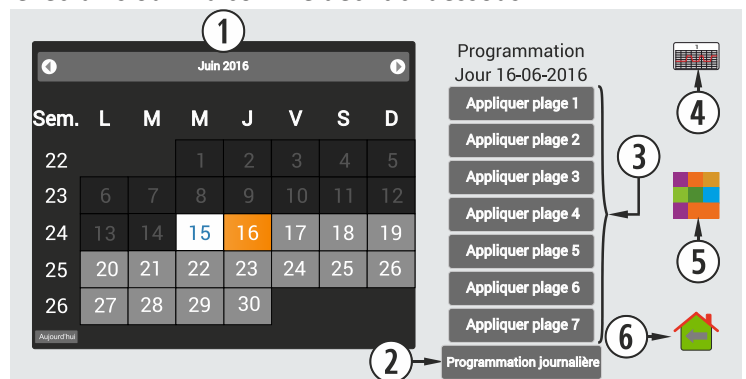 1
Juin 2016
Sem. L M M J V S D
22 1 2 3 4 5
23 6 7 8 9 10 11 12
24 13 14 15 16 17 18 19
25 20 21 22 23 24 25 26
26 27 28 29 30
Aujourd'hui
Programmation
Jour 16-06-2016
Appliquer plage 1
Appliquer plage 2
Appliquer plage 3
Appliquer plage 4
Appliquer plage 5
Appliquer plage 6
Appliquer plage 7
2
Programmation journalière
3
4
5
6